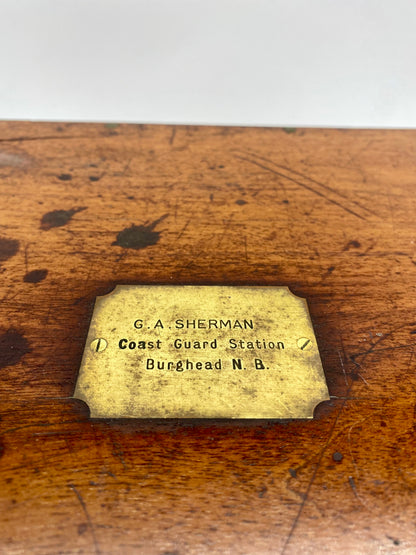 G. A. SHERMAN
Coast Guard Station
Burghead N. B.